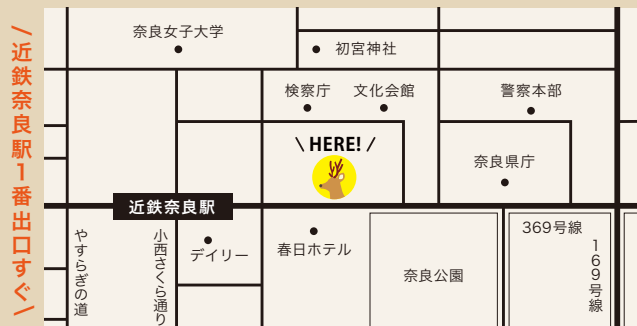 \近鉄奈良駅1番出口すぐ/
奈良女子大学
初宮神社
検察庁
文化会館
警察本部
\ HERE! /
奈良県庁
近鉄奈良駅
やすらぎの道
小西さくら通り
デイリー
春日ホテル
奈良公園
369号線
169号線